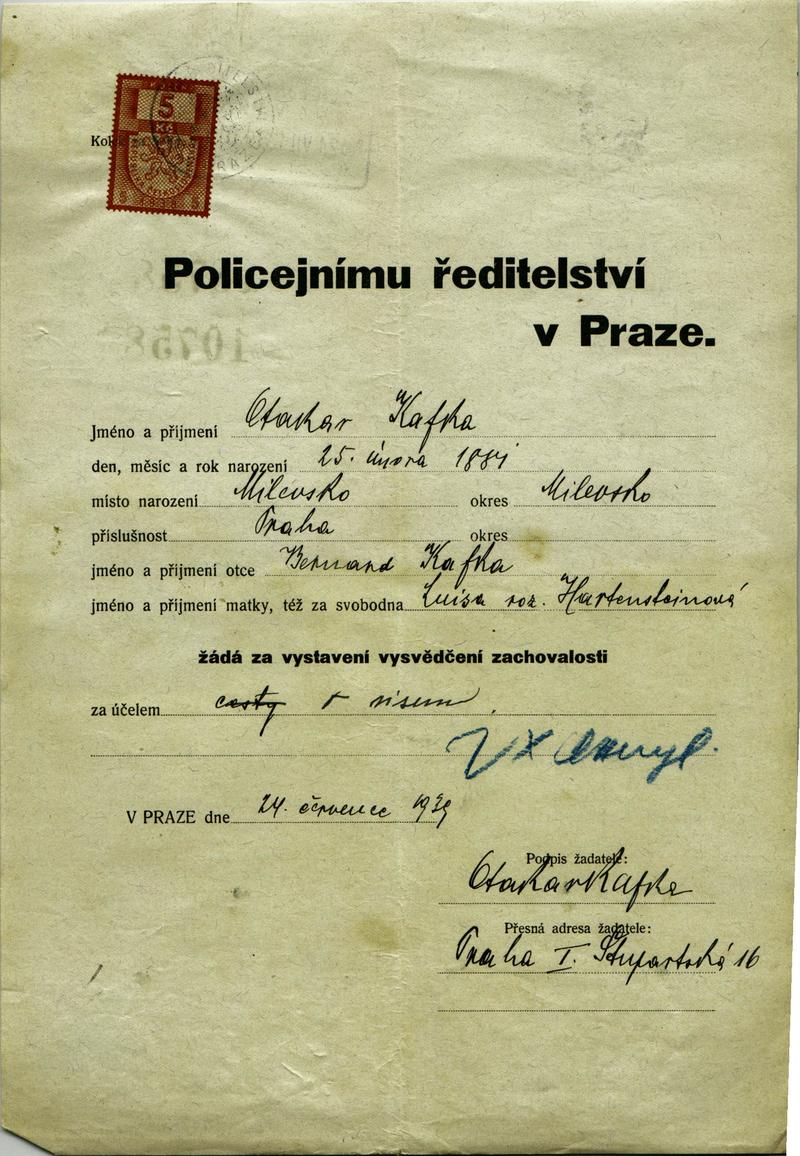 5
Kč
Policejnímu ředitelství
v Praze.
Jméno a příjmení Otakar Kafka
den, měsíc a rok narození 25. února 1881
místo narození Milevsko okres Milevsko
příslušnost Praha okres
jméno a příjmení otce Bernard Kafka
jméno a příjmení matky, též za svobodna Luisa roz. Hartensteinová
žádá za vystavení vysvědčení zachovalosti
za účelem cesty
V PRAZE dne 24. července 1939
Podpis žadatele:
Otakar Kafka
Přesná adresa žadatele:
Praha I. Štupartská 16